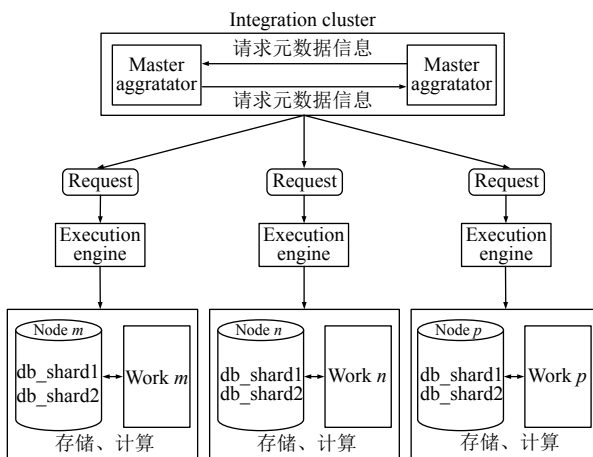 Integration cluster
请求元数据信息
Master
aggratator
Master
aggratator
请求元数据信息
Request
Request
Request
Execution
engine
Execution
engine
Execution
engine
Node m
db_shard1
db_shard2
Work m
存储、计算
Node n
db_shard1
db_shard2
Work n
存储、计算
Node p
db_shard1
db_shard2
Work p
存储、计算